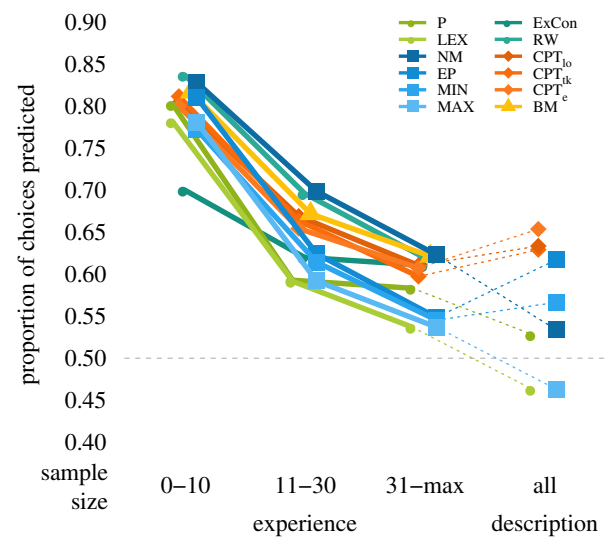 0.90
0.80
0.80
0.75
0.70
0.65
0.60
0.55
0.50
0.45
0.40
proportion of choices predicted
P
LEX
NM
EP
MIN
MAX
ExCon
RW
CPTlo
CPTtk
CPTe
BM
sample
size
0−10
11−30
31−max
all
experience
description